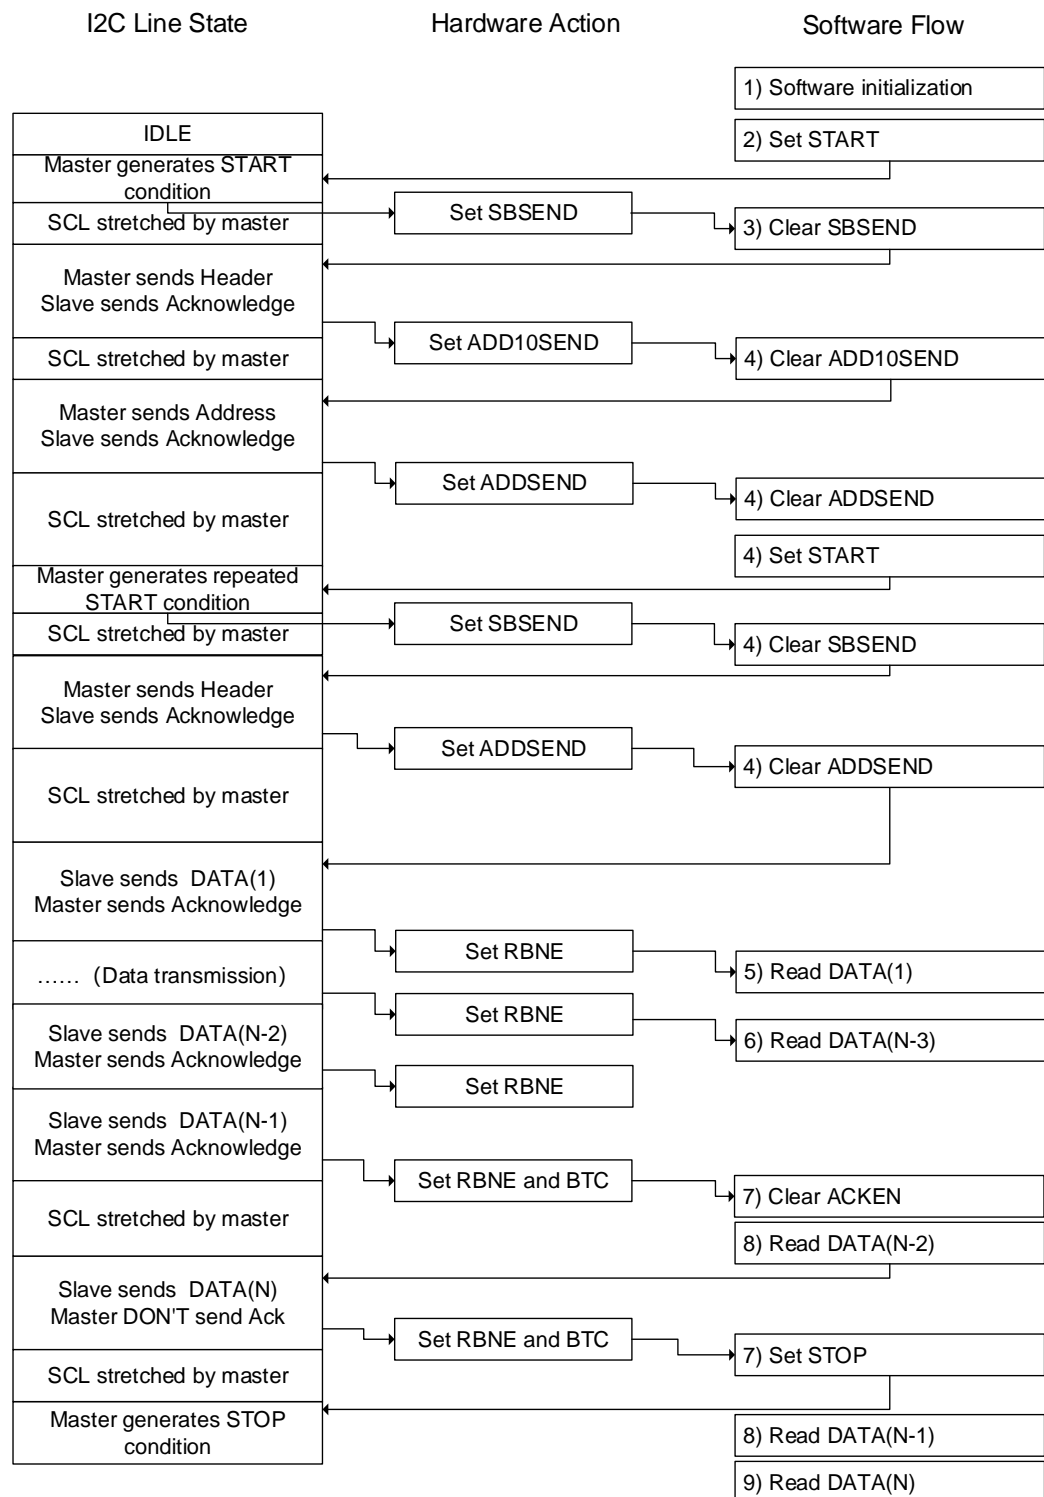 I2C Line State
Hardware Action
Software Flow
1) Software initialization
IDLE
2) Set START
Master generates START
condition
SCL stretched by master
Set SBSEND
3) Clear SBSEND
Master sends Header
Slave sends Acknowledge
SCL stretched by master
Set ADD10SEND
4) Clear ADD10SEND
Master sends Address
Slave sends Acknowledge
Set ADDSEND
4) Clear ADDSEND
SCL stretched by master
4) Set START
Master generates repeated
START condition
SCL stretched by master
Set SBSEND
4) Clear SBSEND
Master sends Header
Slave sends Acknowledge
Set ADDSEND
4) Clear ADDSEND
SCL stretched by master
Slave sends DATA(1)
Master sends Acknowledge
Set RBNE
5) Read DATA(1)
…… (Data transmission)
Set RBNE
6) Read DATA(N-3)
Slave sends DATA(N-2)
Master sends Acknowledge
Set RBNE
Slave sends DATA(N-1)
Master sends Acknowledge
Set RBNE and BTC
7) Clear ACKEN
SCL stretched by master
8) Read DATA(N-2)
Slave sends DATA(N)
Master DON'T send Ack
Set RBNE and BTC
7) Set STOP
SCL stretched by master
Master generates STOP
condition
8) Read DATA(N-1)
9) Read DATA(N)